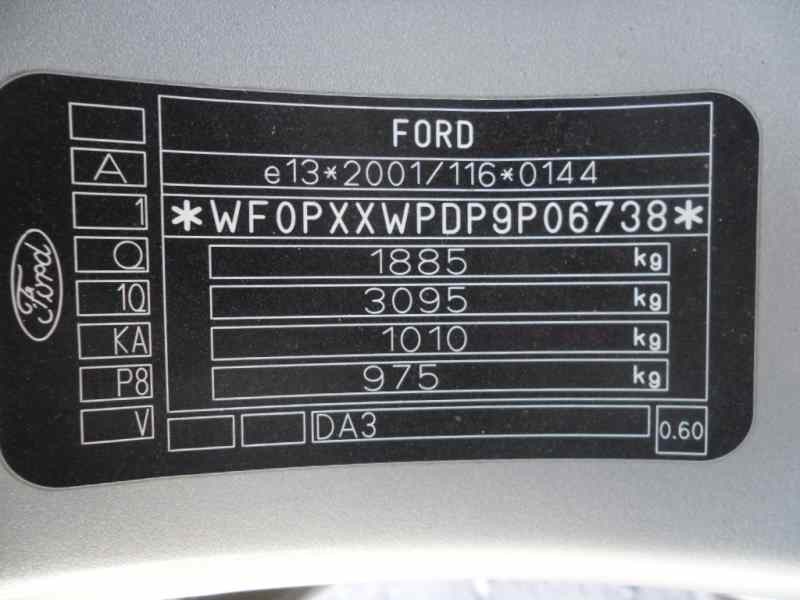 FORD
e13*2001/116*0144
*WF0PXXWPDP9P06738*
1885 kg
3095 kg
1010 kg
975 kg
DA3
0.60
A
1
Q
1Q
KA
P8
V
Ford